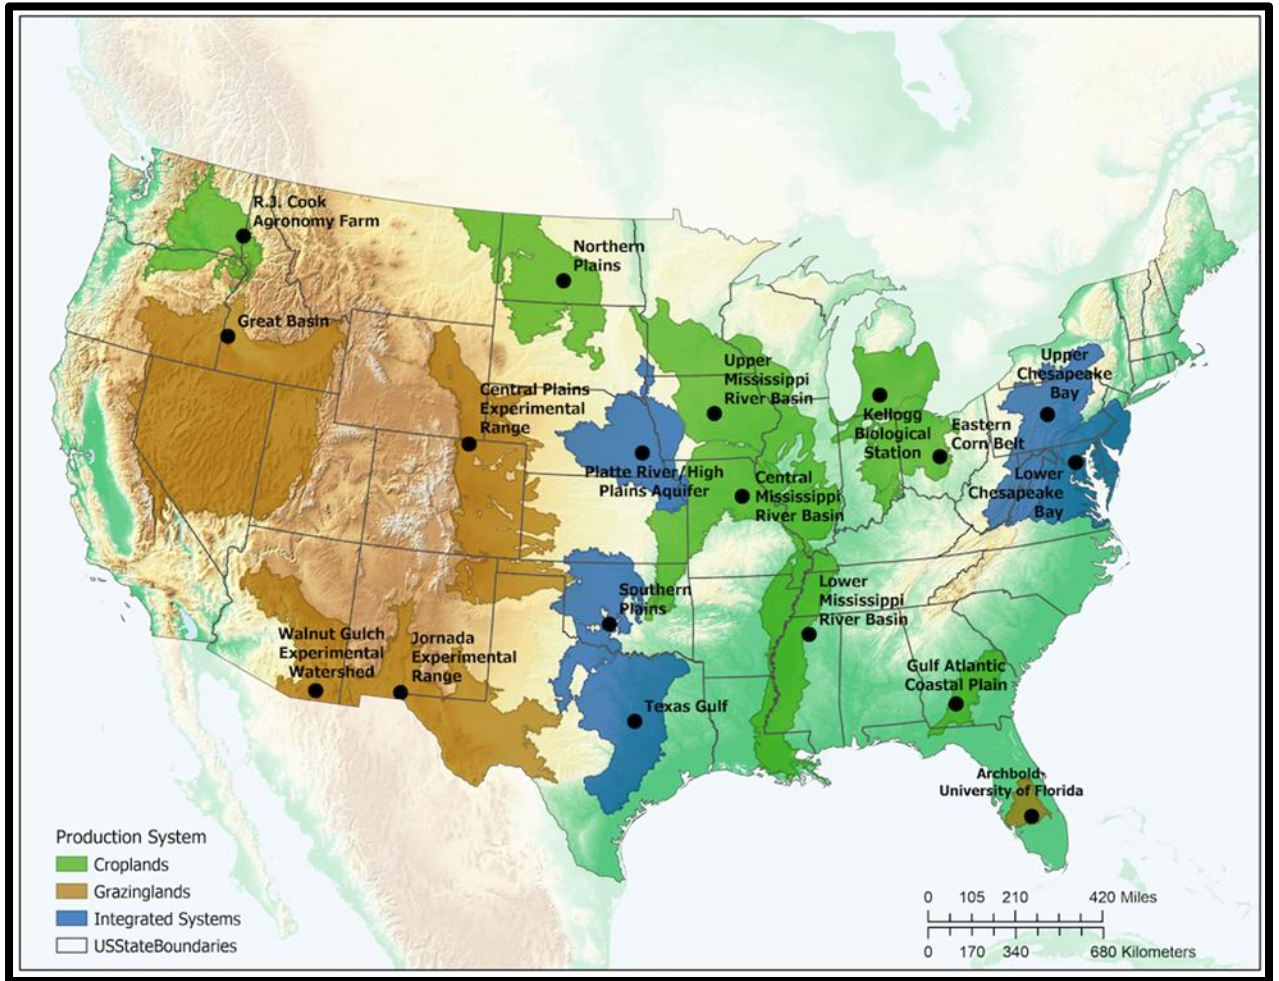 R.J. Cook
Agronomy Farm
Northern
Plains
Great Basin
Upper
Mississippi
River Basin
Upper
Chesapeake
Bay
Central Plains
Experimental
Range
Kellogg
Biological
Station
Eastern
Corn Belt
Platte River/High
Plains Aquifer
Central
Mississippi
River Basin
Lower
Chesapeake
Bay
Southern
Plains
Lower
Mississippi
River Basin
Walnut Gulch
Experimental
Watershed
Jornada
Experimental
Range
Gulf Atlantic
Coastal Plain
Texas Gulf
Archbold-
University of Florida
Production System
Croplands
Grazinglands
Integrated Systems
USStateBoundaries
0 105 210 420 Miles
0 170 340 680 Kilometers